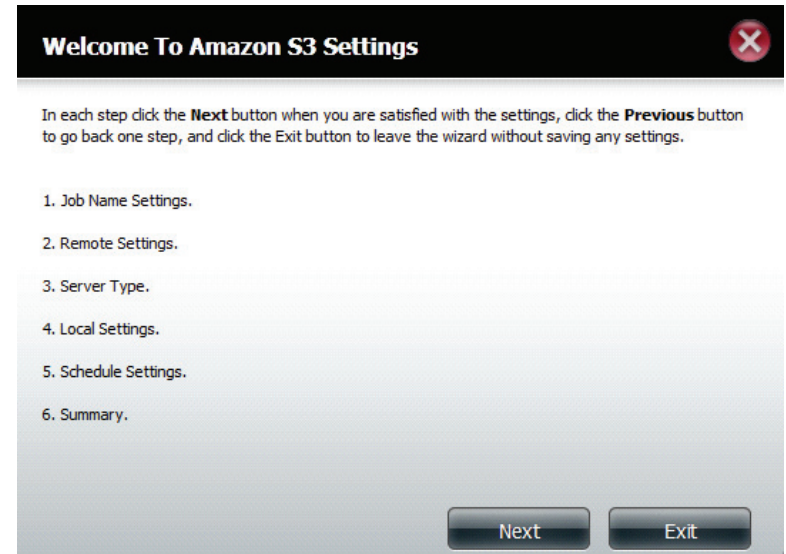 Welcome To Amazon S3 Settings
In each step click the Next button when you are satisfied with the settings, click the Previous button
to go back one step, and click the Exit button to leave the wizard without saving any settings.
1. Job Name Settings.
2. Remote Settings.
3. Server Type.
4. Local Settings.
5. Schedule Settings.
6. Summary.
Next Exit